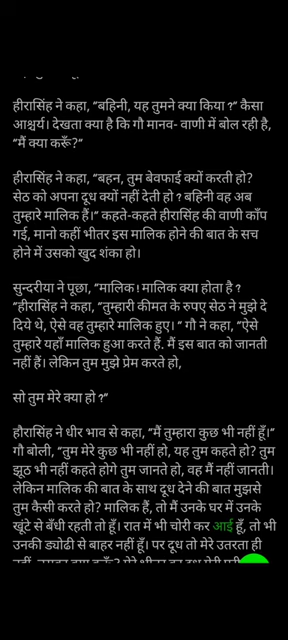 हीरासिंह ने कहा, "बहिनी, यह तुमने क्या किया ?" कैसा
आश्चर्य। देखता क्या है कि गौ मानव- वाणी में बोल रही है,
"मैं क्या करूँ?"
हीरासिंह ने कहा, "बहन, तुम बेवफाई क्यों करती हो?
सेठ को अपना दूध क्यों नहीं देती हो ? बहिनी वह अब
तुम्हारे मालिक हैं।" कहते-कहते हीरासिंह की वाणी काँप
गई, मानो कहीं भीतर इस मालिक होने की बात के सच
होने में उसको खुद शंका हो।
सुन्दरीया ने पूछा, "मालिक ! मालिक क्या होता है ?
"हीरासिंह ने कहा, "तुम्हारी कीमत के रुपए सेठ ने मुझे दे
दिये थे, ऐसे वह तुम्हारे मालिक हुए। " गौ ने कहा, "ऐसे
तुम्हारे यहाँ मालिक हुआ करते हैं. मैं इस बात को जानती
नहीं हैं। लेकिन तुम मुझे प्रेम करते हो,
सो तुम मेरे क्या हो ?"
हौरासिंह ने धीर भाव से कहा, "मैं तुम्हारा कुछ भी नहीं हूँ।"
गौ बोली, "तुम मेरे कुछ भी नहीं हो, यह तुम कहते हो? तुम
झूठ भी नहीं कहते होगे तुम जानते हो, वह मैं नहीं जानती।
लेकिन मालिक की बात के साथ दूध देने की बात मुझसे
तुम कैसी करते हो? मालिक हैं, तो मैं उनके घर में उनके
खूंटे से बँधी रहती तो हूँ। रात में भी चोरी कर आई हूँ, तो भी
उनकी ड्योढी से बाहर नहीं हूँ। पर दूध तो मेरे उतरता ही